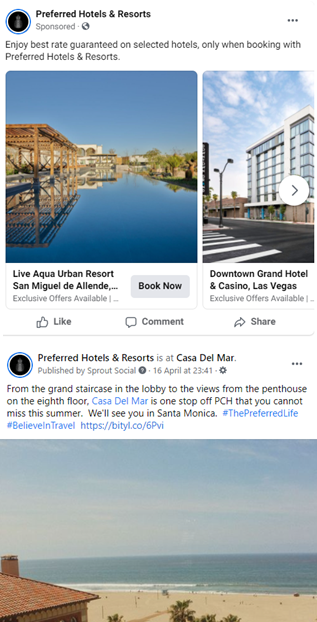 Preferred Hotels & Resorts
Sponsored ·
Enjoy best rate guaranteed on selected hotels, only when booking with
Preferred Hotels & Resorts.
Live Aqua Urban Resort
San Miguel de Allende,...
Exclusive Offers Available | ...
Book Now
Downtown Grand Hotel
& Casino, Las Vegas
Exclusive Offers Available | ...
Like
Comment
Share
Preferred Hotels & Resorts is at Casa Del Mar.
Published by Sprout Social · 16 April at 23:41 ·
From the grand staircase in the lobby to the views from the penthouse
on the eighth floor, Casa Del Mar is one stop off PCH that you cannot
miss this summer. We'll see you in Santa Monica. #ThePreferredLife
#BelieveInTravel https://bityl.co/6Pvi